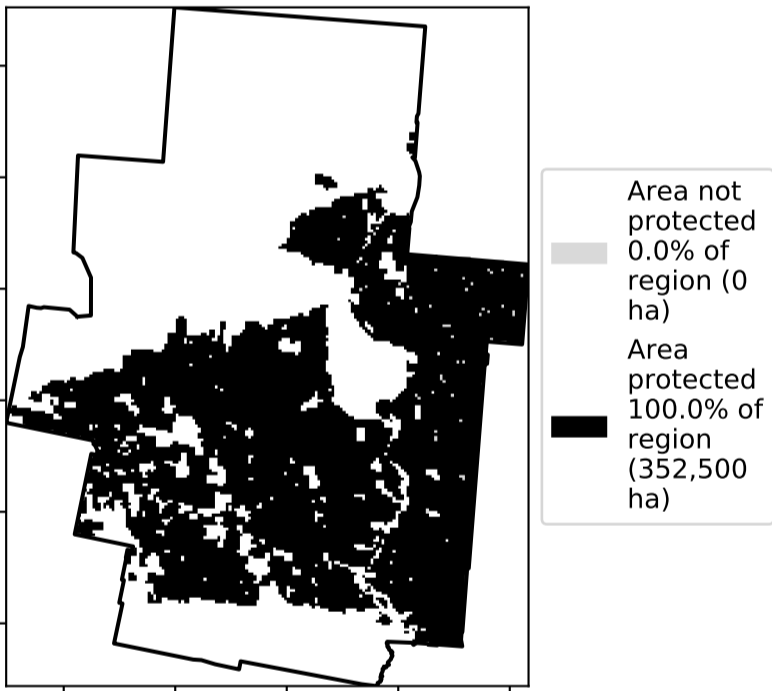 Area not
protected
0.0% of
region (0
ha)
Area
protected
100.0% of
region
(352,500
ha)